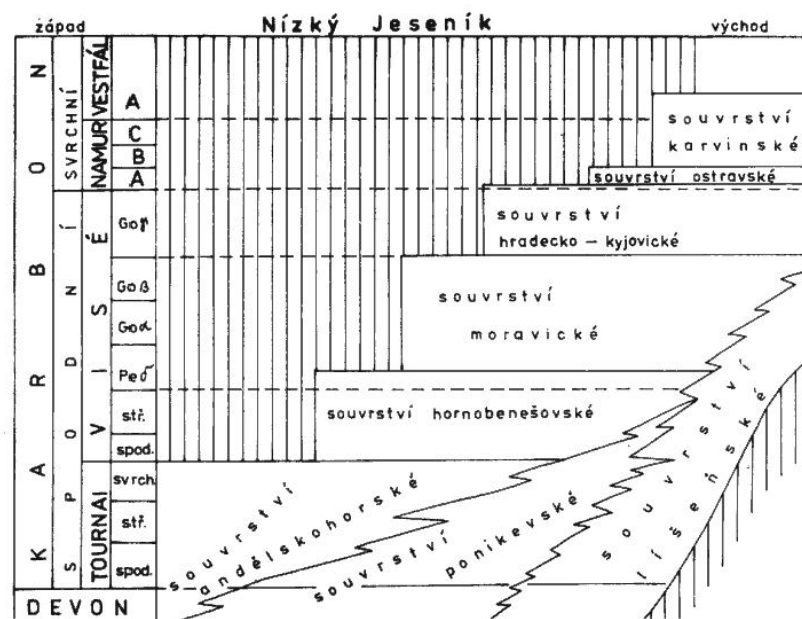 Nízký Jeseník
západ
východ
KARBON
SVRCHNÍ
SPODNÍ
VESTFÁL
A
NAMUR
C
B
A
VISÉ
Goγ
Goß
Goα
Peδ
stř.
spod.
TOURNAI
svrch.
stř.
spod.
DEVON
souvrství
karvinské
souvrství ostravské
souvrství
hradecko – kyjovické
souvrství
moravické
souvrství hornobenešovské
souvrství
andělskohorské
souvrství
ponikevské
souvrství
líšeňské